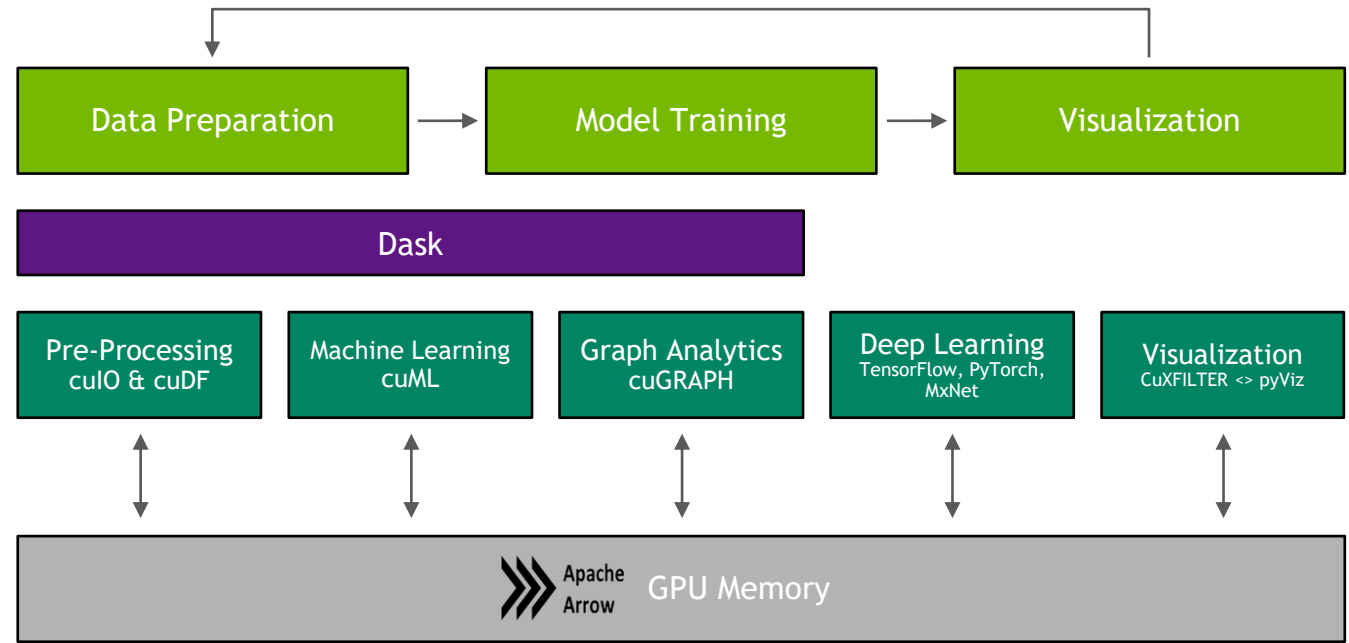 Data Preparation
Model Training
Visualization
Dask
Pre-Processing
cuIO & cuDF
Machine Learning
cuML
Graph Analytics
cuGRAPH
Deep Learning
TensorFlow, PyTorch,
MxNet
Visualization
CuXFILTER <> pyViz
Apache
Arrow
GPU Memory